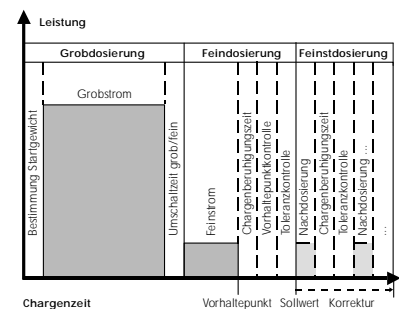 Leistung
Grobdosierung
Feindosierung
Feinstdosierung
Bestimmung Startgewicht
Grobstrom
Umschaltzeit grob/fein
Feinstrom
Chargenberuhigungszeit
Vorhaltepunktkontrolle
Toleranzkontrolle
Nachdosierung
Chargenberuhigungszeit
Toleranzkontrolle
Nachdosierung ...
...
Chargenzeit
Vorhaltepunkt
Sollwert
Korrektur